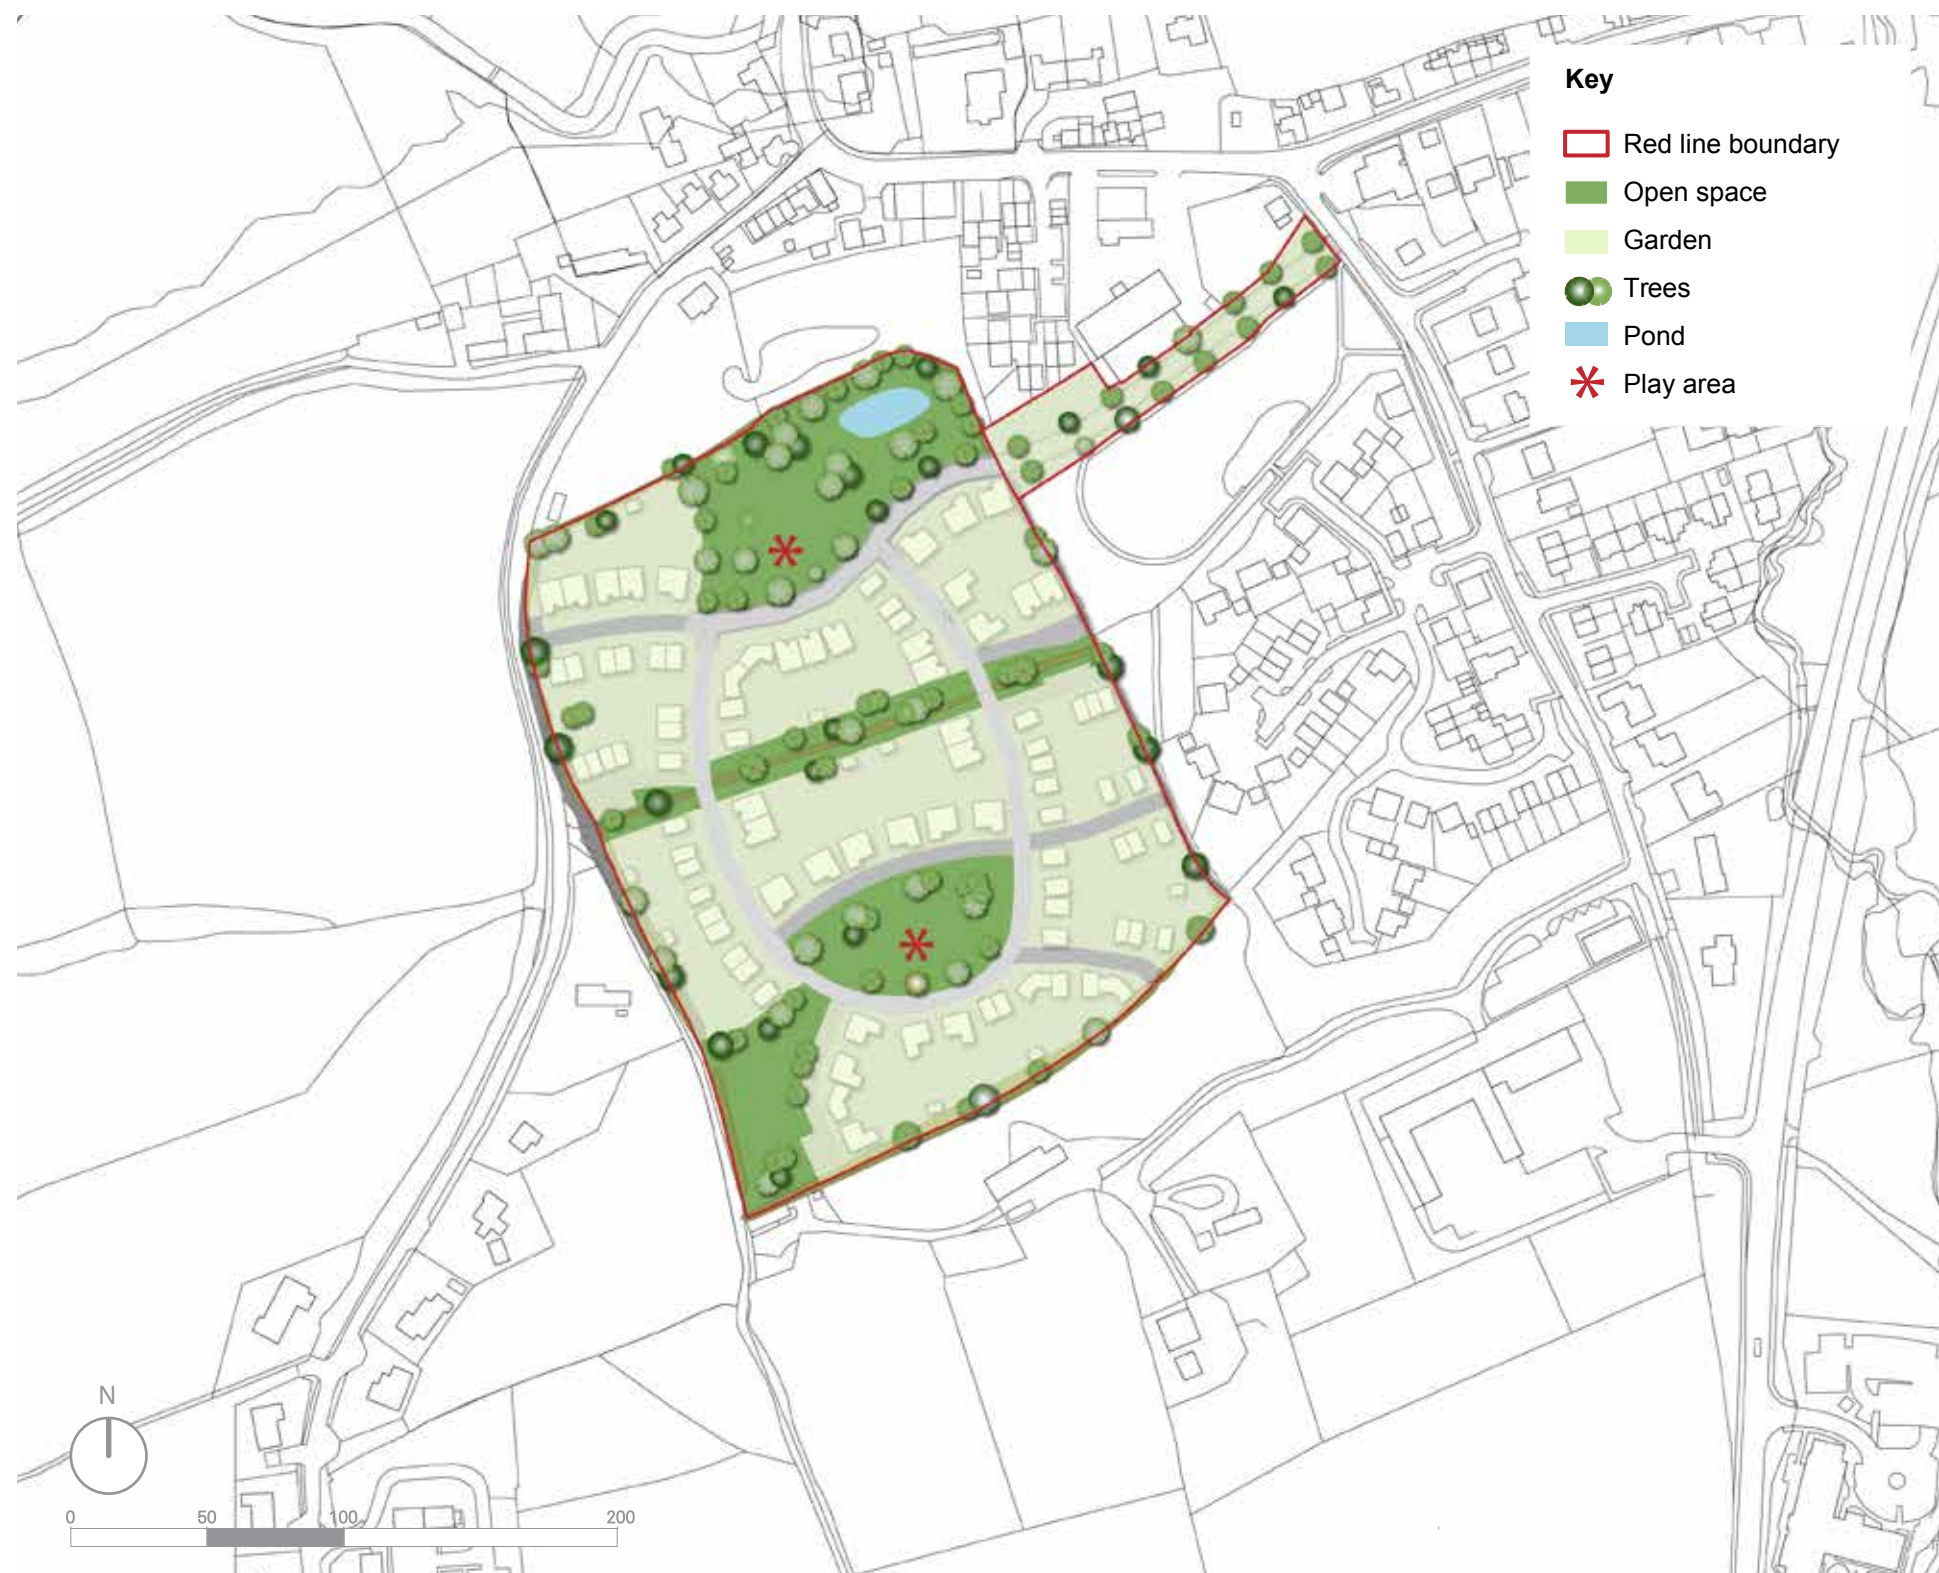 Key
Red line boundary
Open space
Garden
Trees
Pond
Play area
N
0 50 100 200